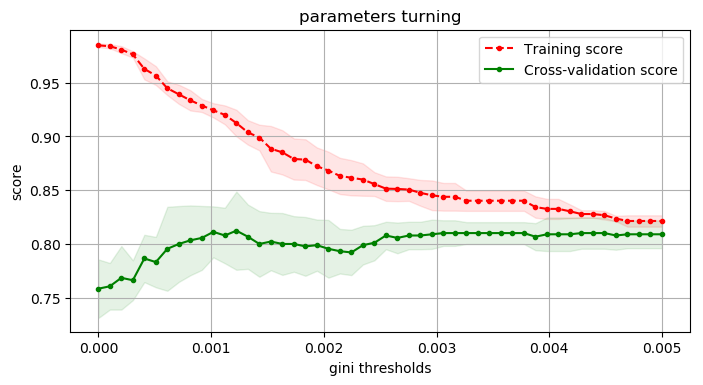 parameters turning
Training score
Cross-validation score
0.95
0.90
0.85
0.80
0.75
score
0.000
0.001
0.002
0.003
0.004
0.005
gini thresholds